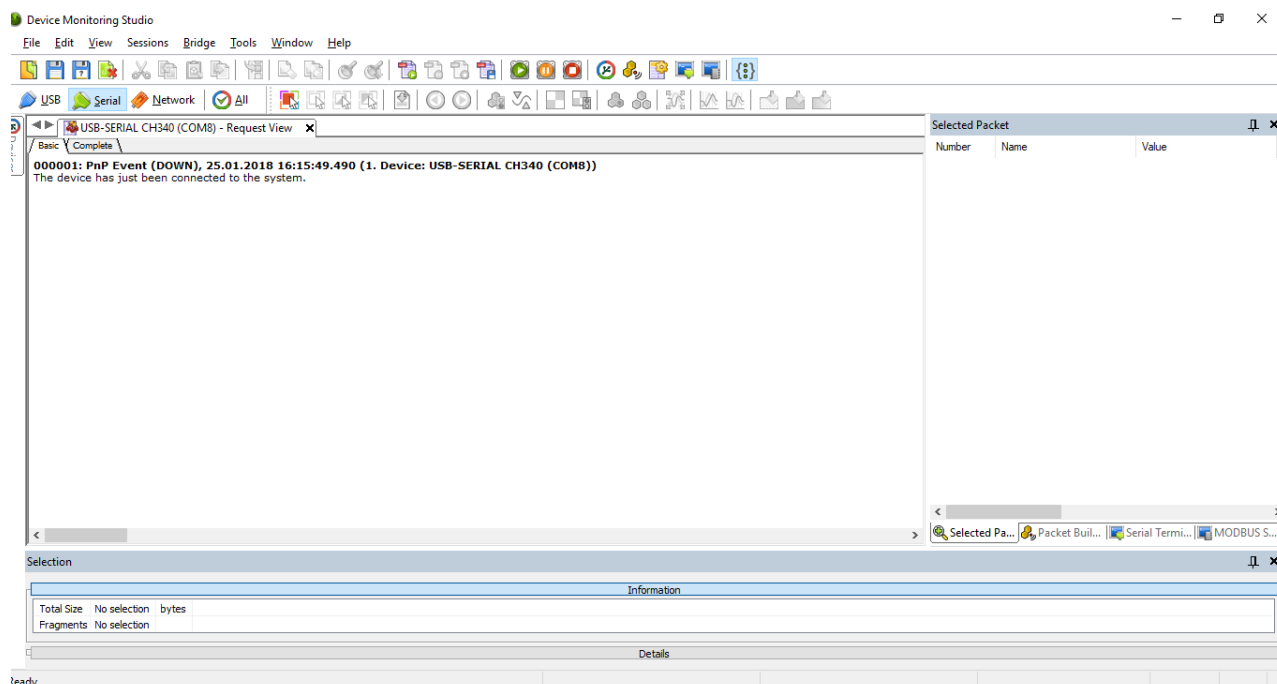 Device Monitoring Studio
File Edit View Sessions Bridge Tools Window Help
USB Serial Network All
USB-SERIAL CH340 (COM8) - Request View
Basic Complete
000001: PnP Event (DOWN), 25.01.2018 16:15:49.490 (1. Device: USB-SERIAL CH340 (COM8))
The device has just been connected to the system.
Selected Packet
Number Name Value
Selected Pa... Packet Buil... Serial Termi... MODBUS S...
Selection
Information
Total Size No selection bytes
Fragments No selection
Details